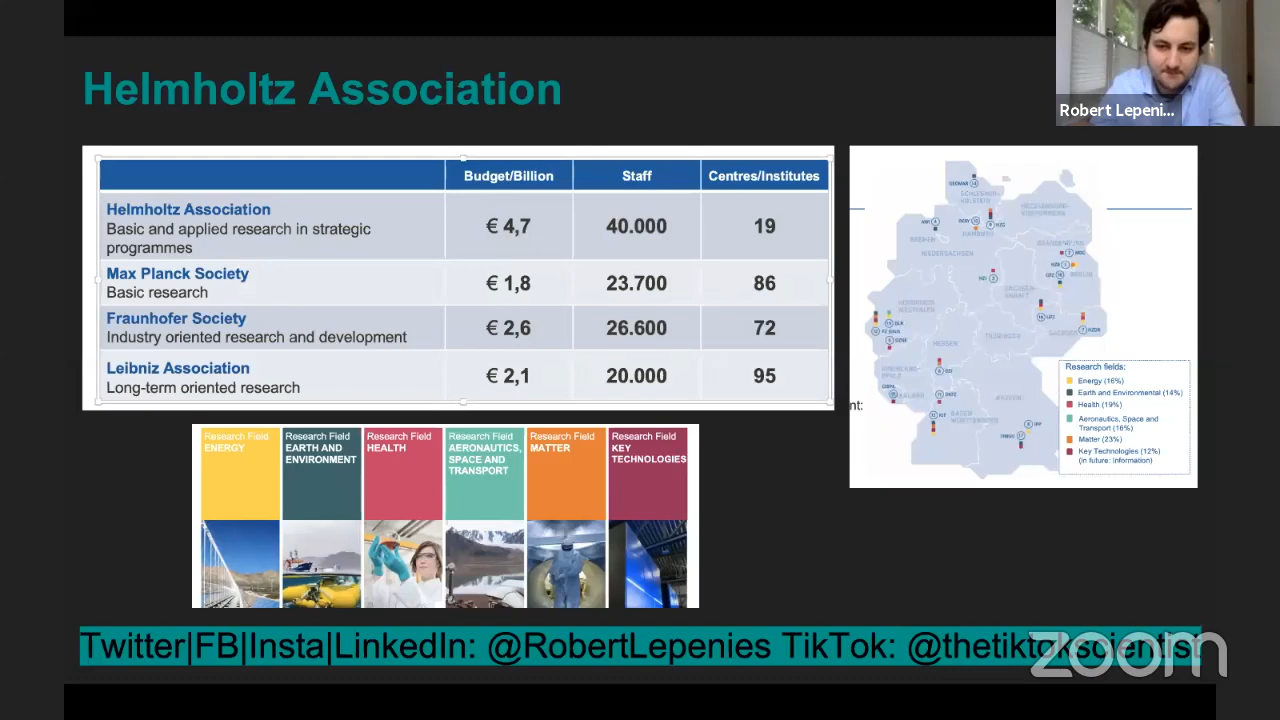 Helmholtz Association
Robert Lepeni...
Budget/Billion Staff Centres/Institutes
Helmholtz Association
Basic and applied research in strategic
programmes
€ 4,7 40.000 19
Max Planck Society
Basic research
€ 1,8 23.700 86
Fraunhofer Society
Industry oriented research and development
€ 2,6 26.600 72
Leibniz Association
Long-term oriented research
€ 2,1 20.000 95
nt:
Research fields:
Energy (16%)
Earth and Environmental (14%)
Health (19%)
Aeronautics, Space and
Transport (16%)
Matter (23%)
Key Technologies (12%)
(in future: Information)
Research Field
ENERGY
Research Field
EARTH AND
ENVIRONMENT
Research Field
HEALTH
Research Field
AERONAUTICS,
SPACE AND
TRANSPORT
Research Field
MATTER
Research Field
KEY
TECHNOLOGIES
Twitter|FB|Insta|LinkedIn: @RobertLepenies TikTok: @thetiktokscientist
zoom